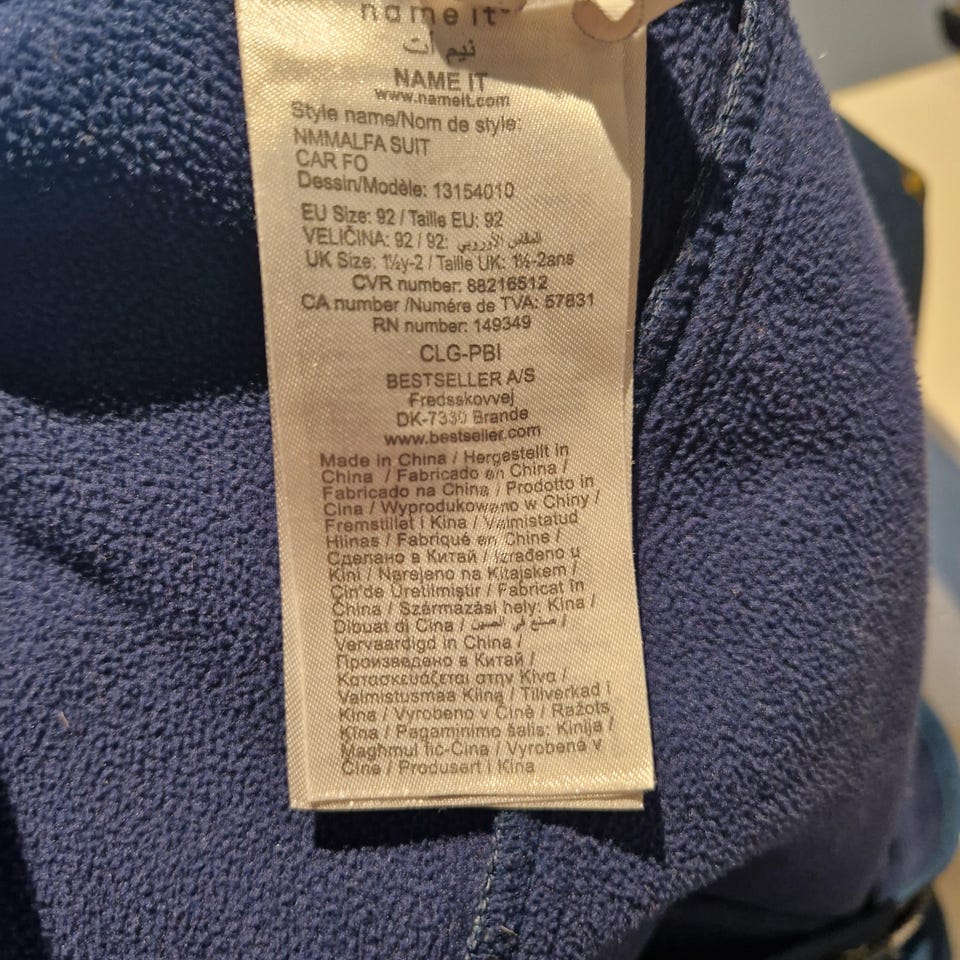 name it
نيم ات
NAME IT
www.nameit.com
Style name/Nom de style:
NMMALFA SUIT
CAR FO
Dessin/Modèle: 13154010
EU Size: 92 / Taille EU: 92
VELIČINA: 92 / 92: المقاس الأوروبي
UK Size: 1½y-2 / Taille UK: 1½-2ans
CVR number: 88216512
CA number /Numére de TVA: 57831
RN number: 149349
CLG-PBI
BESTSELLER A/S
Fredsskovvej
DK-7330 Brande
www.bestseller.com
Made in China / Hergestellt in
China / Fabricado en China /
Fabricado na China / Prodotto in
Cina / Wyprodukowano w Chiny /
Fremstillet i Kina / Valmistatud
Hiinas / Fabriqué en Chine /
Сделано в Китай / Izrađeno u
Kini / Narejeno na Kitajskem /
Çin'de Üretilmiştir / Fabricat în
China / Származási hely: Kína /
Dibuat di Cina / صنع في الصين /
Vervaardigd in China /
Произведено в Китай /
Κατασκευάζεται στην Κίνα /
Valmistusmaa Kiina / Tillverkad i
Kina / Vyrobeno v Číně / Ražots
Ķīna / Pagaminimo šalis: Kinija /
Magħmul fiċ-Ċina / Vyrobené v
Číne / Produsert i Kina